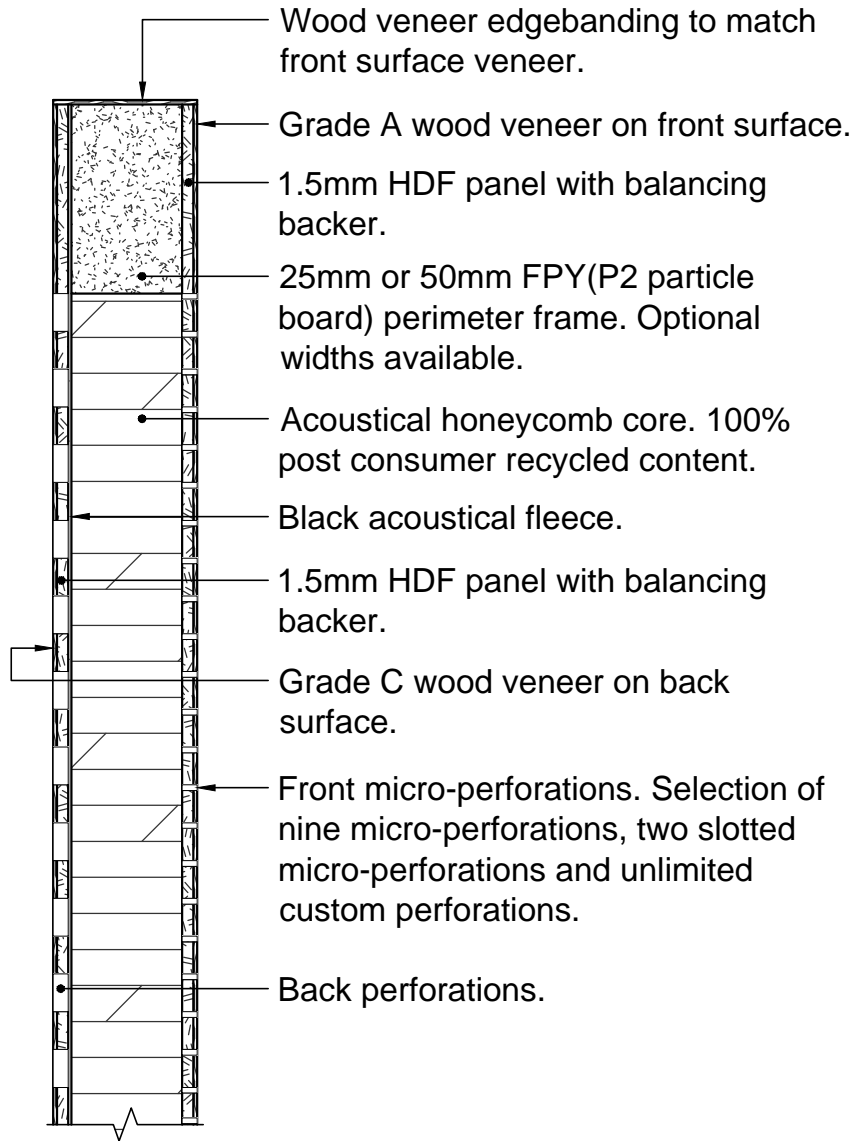 Wood veneer edgebanding to match
front surface veneer.
Grade A wood veneer on front surface.
1.5mm HDF panel with balancing
backer.
25mm or 50mm FPY(P2 particle
board) perimeter frame. Optional
widths available.
Acoustical honeycomb core. 100%
post consumer recycled content.
Black acoustical fleece.
1.5mm HDF panel with balancing
backer.
Grade C wood veneer on back
surface.
Front micro-perforations. Selection of
nine micro-perforations, two slotted
micro-perforations and unlimited
custom perforations.
Back perforations.